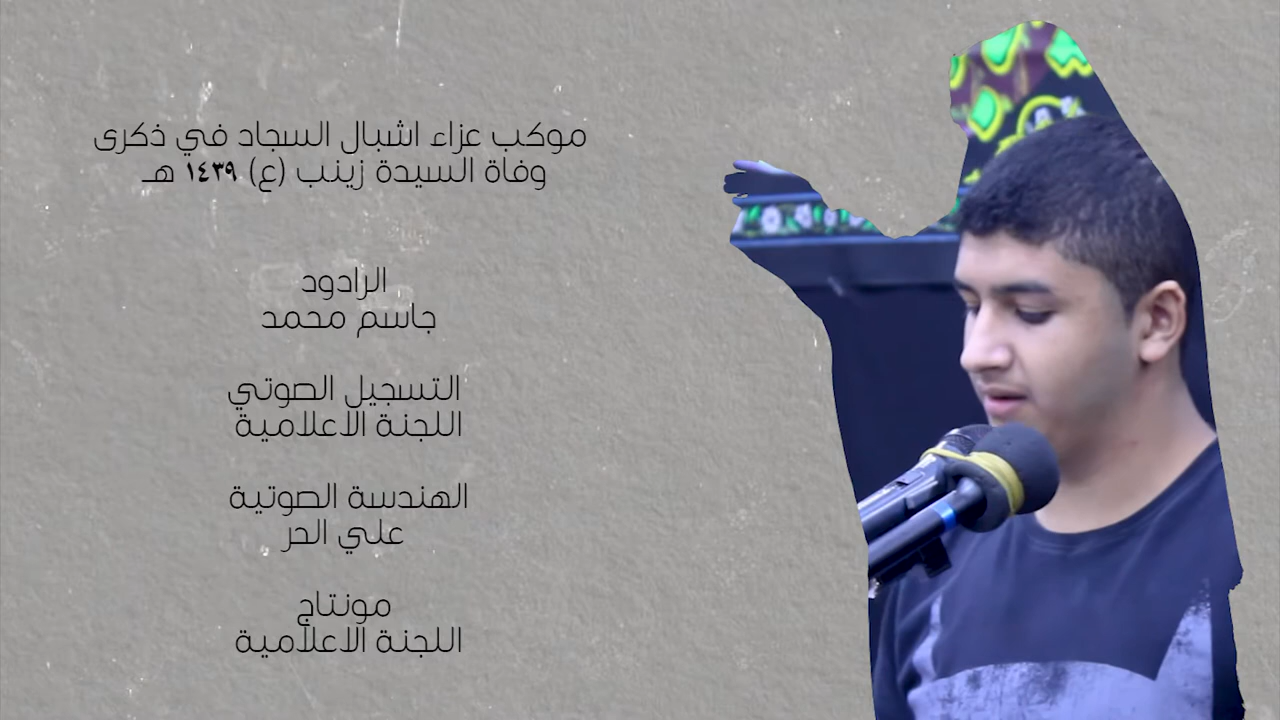 موكب عزاء اشبال السجاد في ذكرى
وفاة السيدة زينب (ع) ١٤٣٩ هـ
الرادود
جاسم محمد
التسجيل الصوتي
اللجنة الاعلامية
الهندسة الصوتية
علي الحر
مونتاج
اللجنة الاعلامية